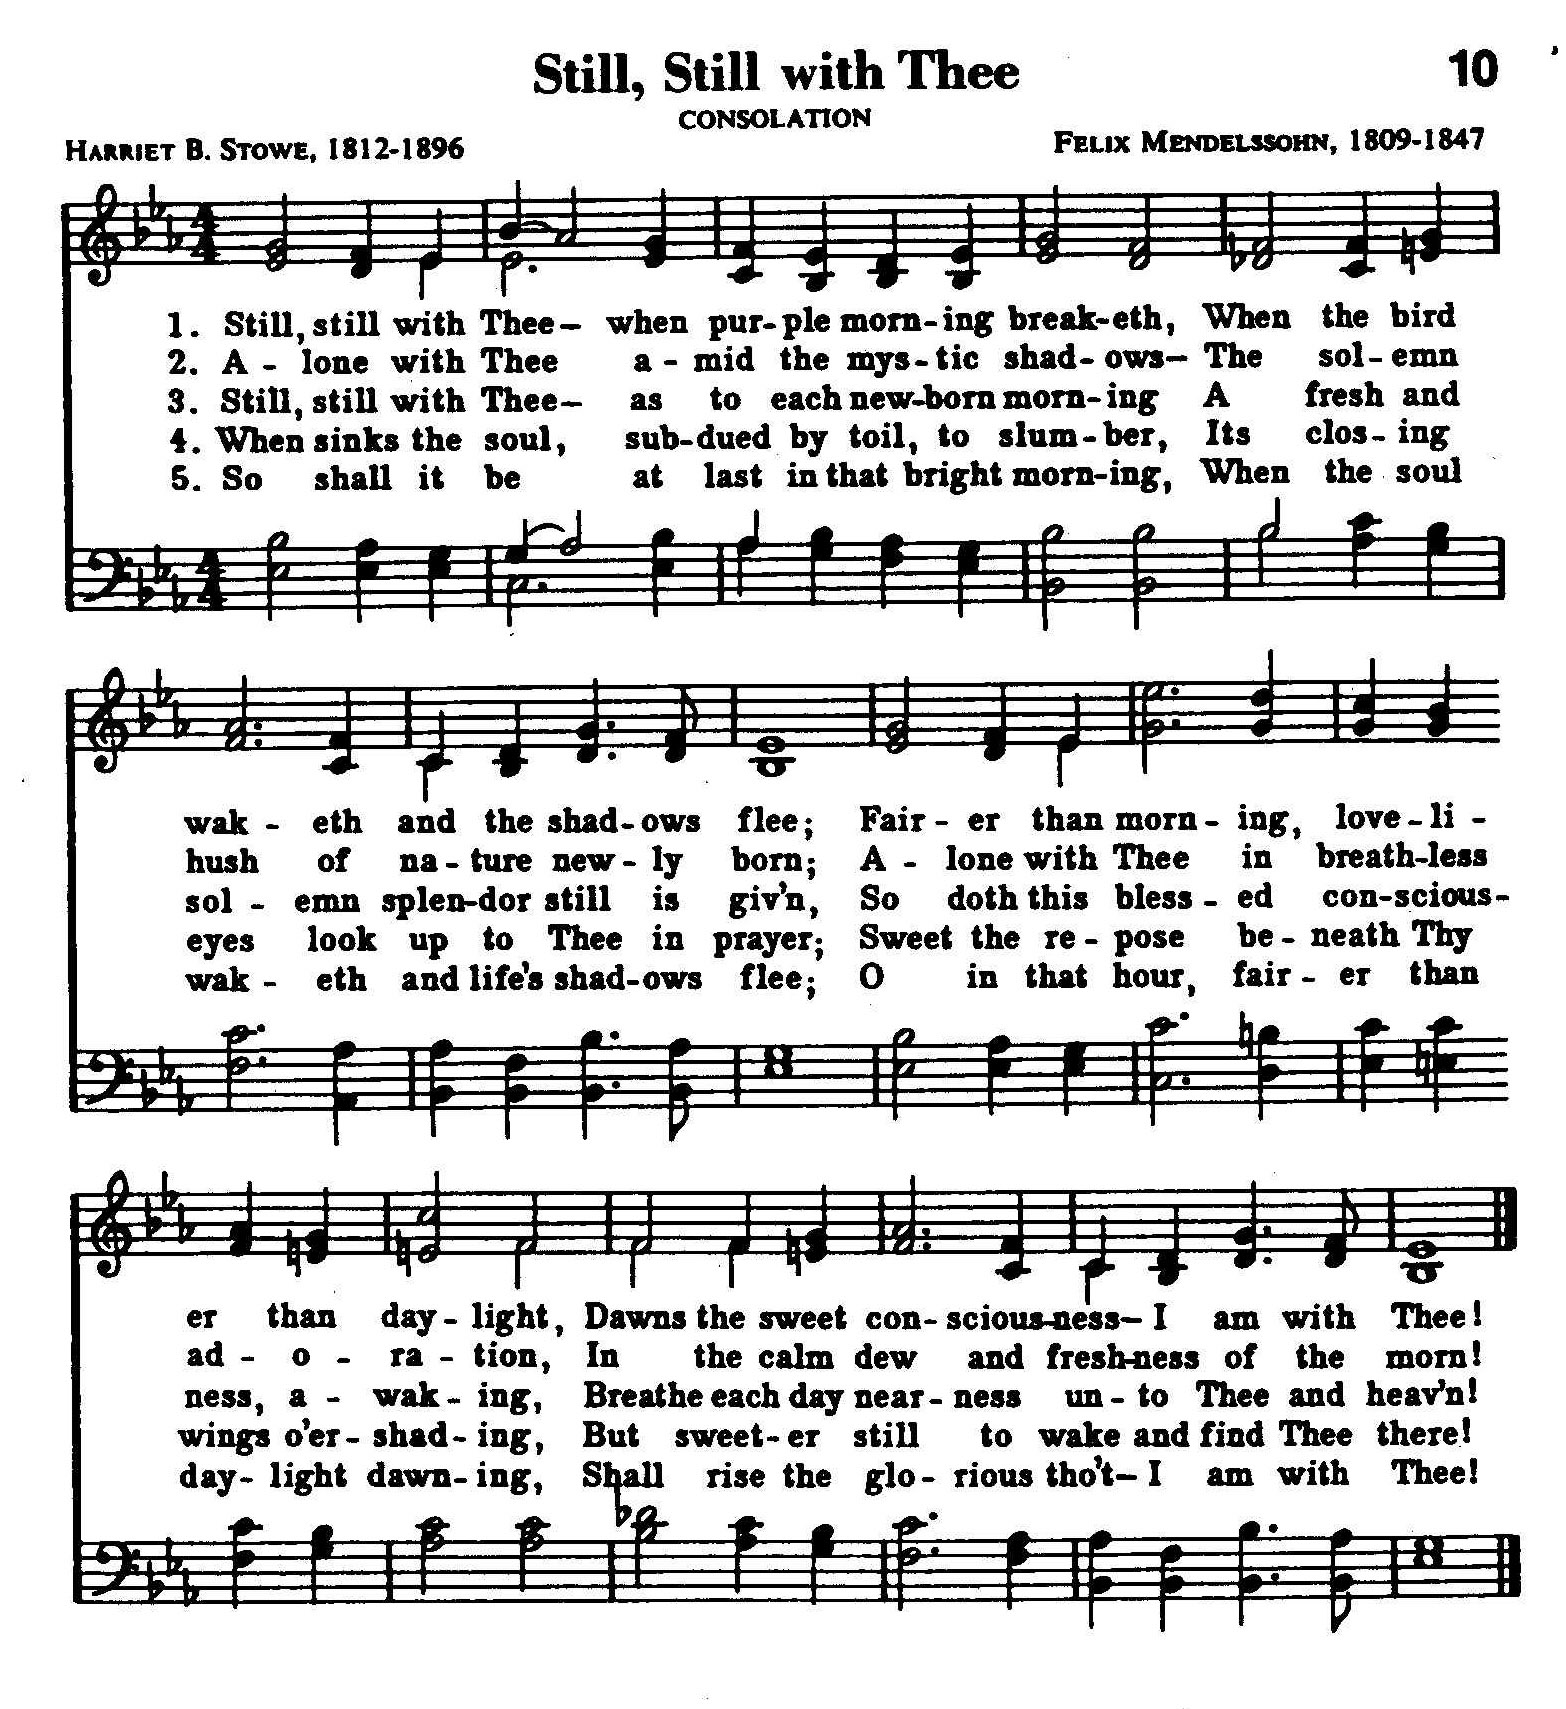 Still, Still with Thee
10
CONSOLATION
HARRIET B. STOWE, 1812-1896
FELIX MENDELSSOHN, 1809-1847
4 4
1. Still, still with Thee— when pur-ple morn-ing break-eth, When the bird
2. A - lone with Thee a - mid the mys-tic shad-ows— The sol-emn
3. Still, still with Thee— as to each new-born morn-ing A fresh and
4. When sinks the soul, sub-dued by toil, to slum-ber, Its clos-ing
5. So shall it be at last in that bright morn-ing, When the soul
4 4
wak - eth and the shad-ows flee; Fair - er than morn - ing, love-li -
hush of na-ture new-ly born; A - lone with Thee in breath-less
sol - emn splen-dor still is giv'n, So doth this bless - ed con-scious-
eyes look up to Thee in prayer; Sweet the re - pose be - neath Thy
wak - eth and life's shad-ows flee; O in that hour, fair - er than
er than day - light, Dawns the sweet con - scious-ness— I am with Thee!
ad - o - ra - tion, In the calm dew and fresh-ness of the morn!
ness, a - wak - ing, Breathe each day near - ness un - to Thee and heav'n!
wings o'er - shad - ing, But sweet-er still to wake and find Thee there!
day - light dawn - ing, Shall rise the glo - rious tho't— I am with Thee!